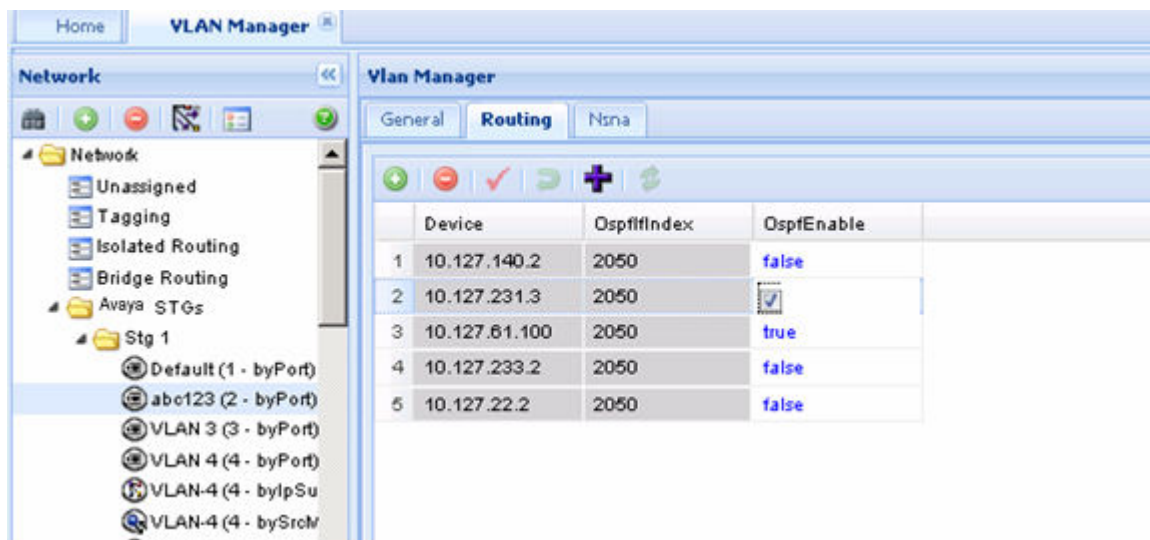 Home VLAN Manager
Network
Vlan Manager
General Routing Nsna
Network
Unassigned
Tagging
Isolated Routing
Bridge Routing
Avaya STGs
Stg 1
Default (1 - byPort)
abc123 (2 - byPort)
VLAN 3 (3 - byPort)
VLAN 4 (4 - byPort)
VLAN-4 (4 - byIpSu
VLAN-4 (4 - bySrcM
Device OspfIfIndex OspfEnable
1 10.127.140.2 2050 false
2 10.127.231.3 2050
3 10.127.61.100 2050 true
4 10.127.233.2 2050 false
5 10.127.22.2 2050 false